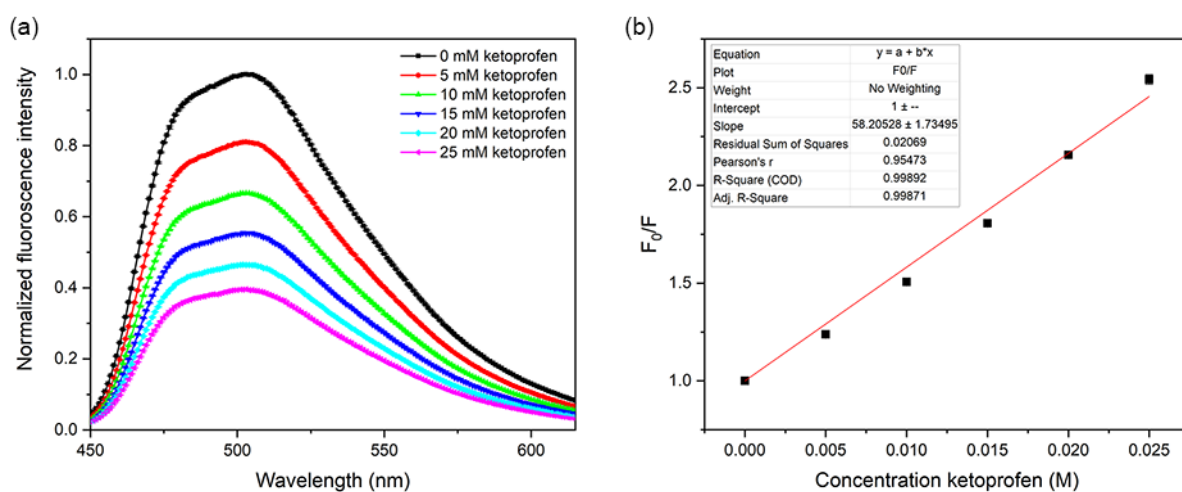 (a)
Normalized fluoroscence intensity
1.0
0.8
0.6
0.4
0.2
0.0
450
500
550
600
Wavelength (nm)
0 mM ketoprofen
5 mM ketoprofen
10 mM ketoprofen
15 mM ketoprofen
20 mM ketoprofen
25 mM ketoprofen
(b)
F0/F
2.5
2.0
1.5
1.0
0.000
0.005
0.010
0.015
0.020
0.025
Concentration ketoprofen (M)
Equation y = a + b*x
Plot F0/F
Weight No Weighting
Intercept 1 ± --
Slope 58.20528 ± 1.73495
Residual Sum of Squares 0.02069
Pearson's r 0.95473
R-Square (COD) 0.99892
Adj. R-Square 0.99871